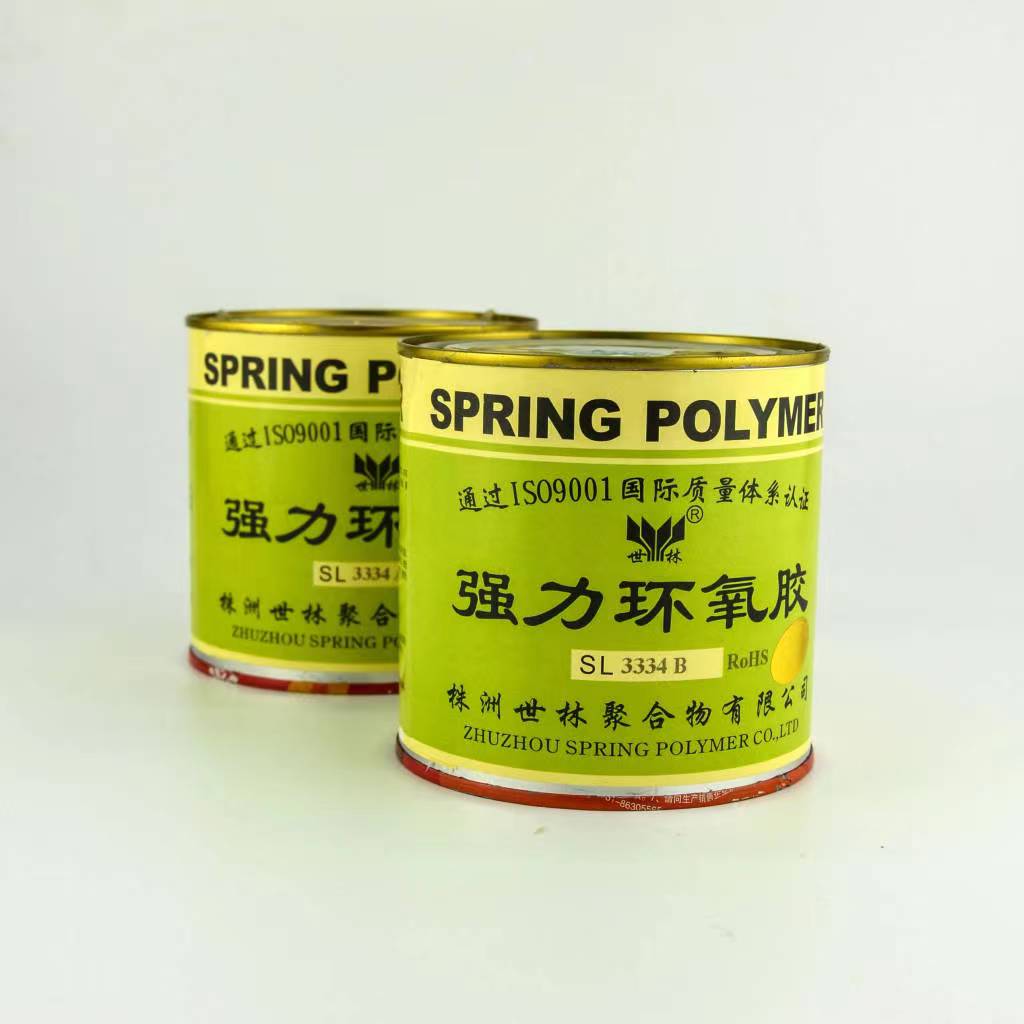 SPRING
通过ISO9001国际
世林
强力环
SL 3334
株洲世林聚合
ZHUZHOU SPRING
SPRING POLYMER
通过ISO9001国际质量体系认证
®
世林
强力环氧胶
SL 3334 B RoHS
株洲世林聚合物有限公司
ZHUZHOU SPRING POLYMER CO.,LTD